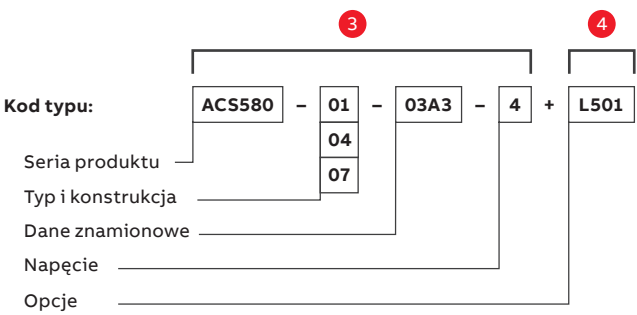 3 4
Kod typu: ACS580 – 01 – 03A3 – 4 + L501
04
07
Seria produktu
Typ i konstrukcja
Dane znamionowe
Napęcie
Opcje